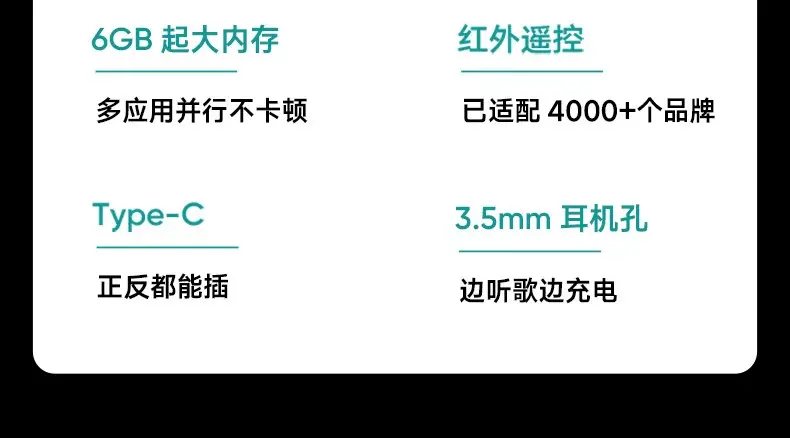 6GB 起大内存
红外遥控
多应用并行不卡顿
已适配 4000+个品牌
Type-C
3.5mm 耳机孔
正反都能插
边听歌边充电